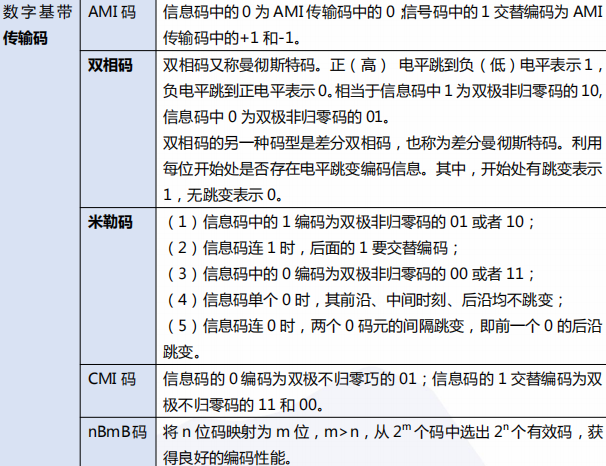 数字基带传输码
AMI 码
信息码中的 0 为 AMI 传输码中的 0 ;信号码中的 1 交替编码为 AMI
传输码中的+1 和-1。
双相码
双相码又称曼彻斯特码。正（高） 电平跳到负（低）电平表示 1，
负电平跳到正电平表示 0。相当于信息码中 1 为双极非归零码的 10,
信息码中 0 为双极非归零码的 01。
双相码的另一种码型是差分双相码，也称为差分曼彻斯特码。利用
每位开始处是否存在电平跳变编码信息。其中，开始处有跳变表示
1，无跳变表示 0。
米勒码
（1）信息码中的 1 编码为双极非归零码的 01 或者 10；
（2）信息码连 1 时，后面的 1 要交替编码；
（3）信息码中的 0 编码为双极非归零码的 00 或者 11；
（4）信息码单个 0 时，其前沿、中间时刻、后沿均不跳变；
（5）信息码连 0 时，两个 0 码元的间隔跳变，即前一个 0 的后沿
跳变。
CMI 码
信息码的 0 编码为双极不归零巧的 01；信息码的 1 交替编码为双
极不归零码的 11 和 00。
nBmB 码
将 n 位码映射为 m 位，m>n，从 2ᵐ个码中选出 2ⁿ个有效码，获
得良好的编码性能。